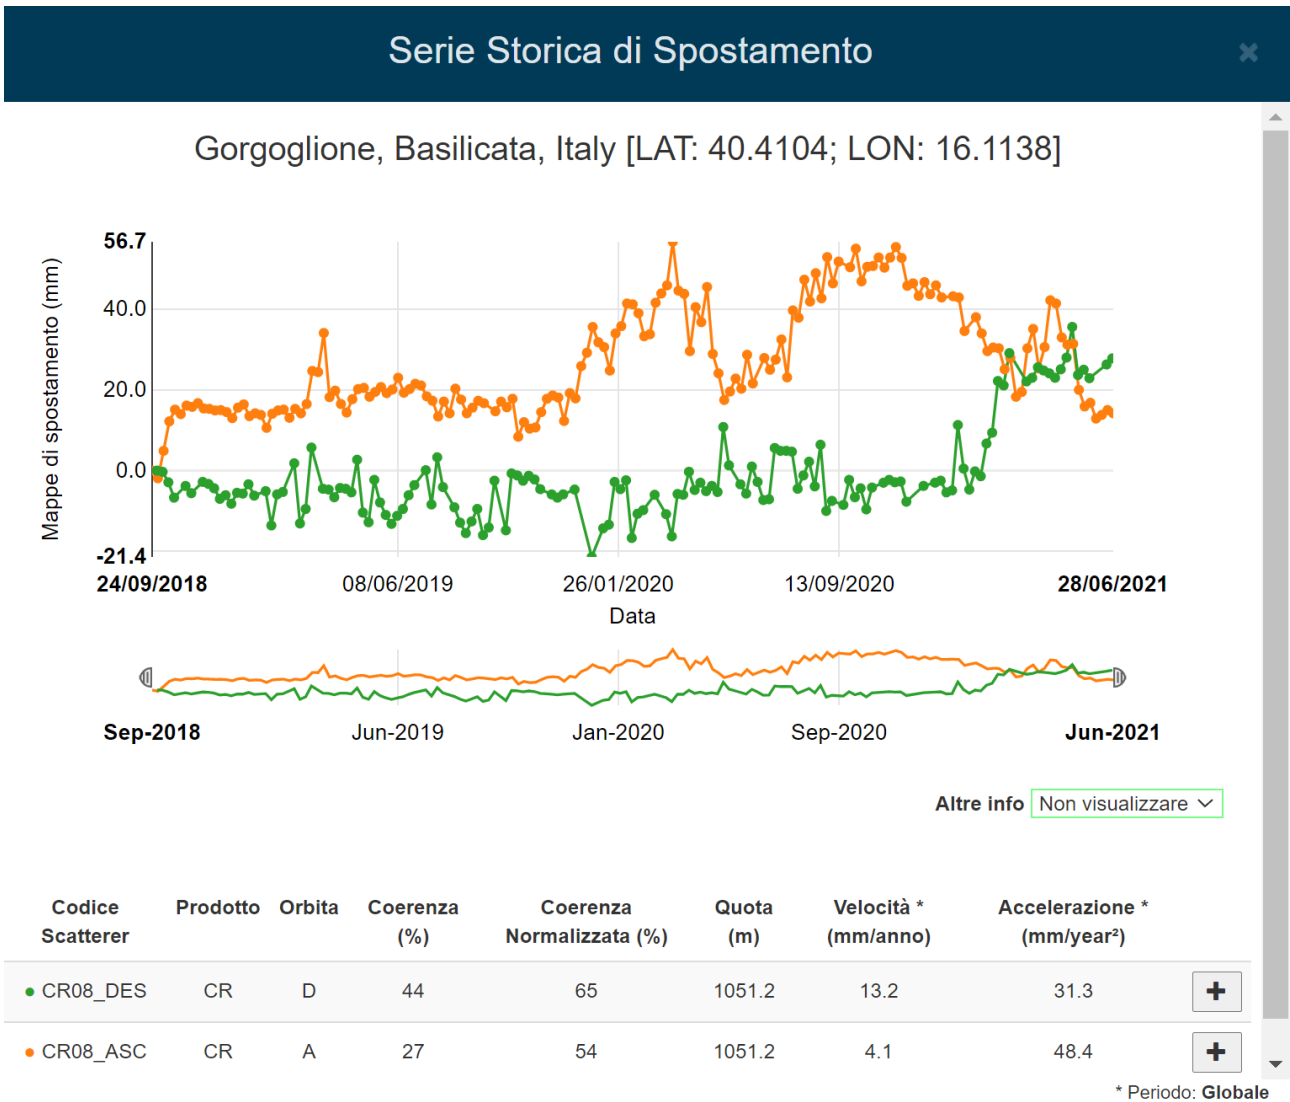 Serie Storica di Spostamento ×
Gorgoglione, Basilicata, Italy [LAT: 40.4104; LON: 16.1138]
Mappe di spostamento (mm)
56.7
40.0
20.0
0.0
-21.4
24/09/2018 08/06/2019 26/01/2020 13/09/2020 28/06/2021
Data
Sep-2018 Jun-2019 Jan-2020 Sep-2020 Jun-2021
Altre info Non visualizzare
Codice Prodotto Orbita Coerenza Coerenza Quota Velocità * Accelerazione *
Scatterer (%) Normalizzata (%) (m) (mm/anno) (mm/year²)
CR08_DES CR D 44 65 1051.2 13.2 31.3 +
CR08_ASC CR A 27 54 1051.2 4.1 48.4 +
* Periodo: Globale